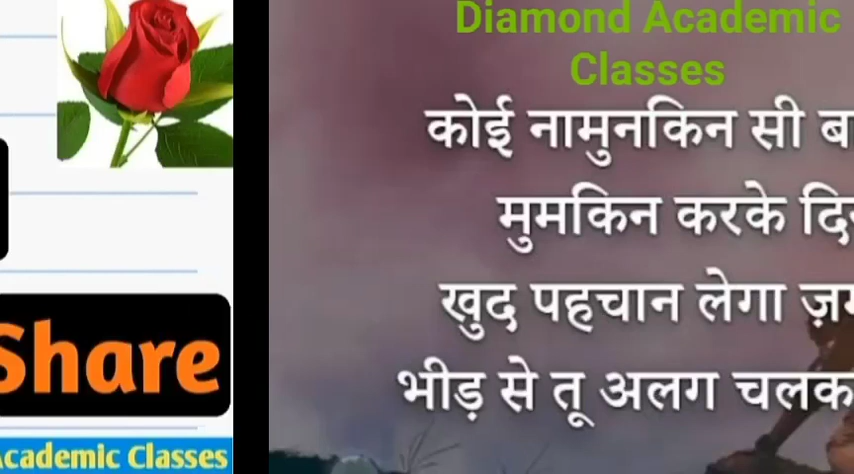 Diamond Academic
Classes
कोई नामुनकिन सी
मुमकिन करके
खुद पहचान लेगा
भीड़ से तू अलग
Share
Academic Classes